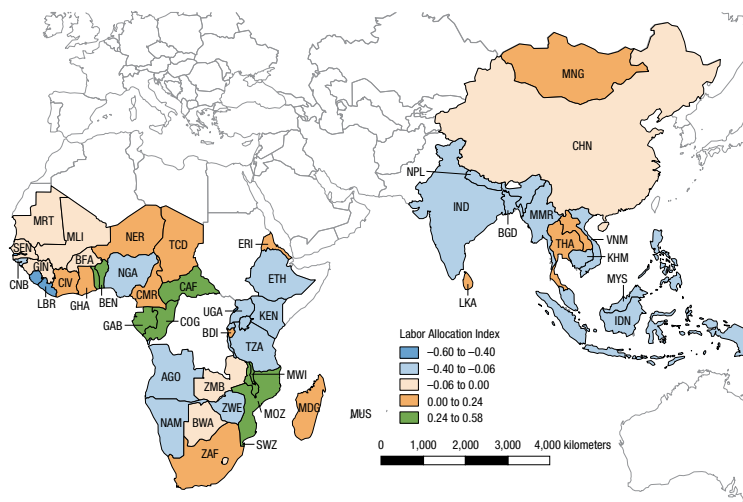 MNG
CHN
NPL
IND
MMR
BGD
THA
VNM
KHM
MYS
LKA
IDN
MRT
MLI
NER
TCD
ERI
SEN
GIN
BFA
NGA
ETH
CNB
CIV
CMR
CAF
LBR
GHA
BEN
UGA
KEN
GAB
COG
BDI
TZA
AGO
MWI
ZMB
MOZ
ZWE
MDG
MUS
NAM
BWA
SWZ
ZAF
Labor Allocation Index
−0.60 to −0.40
−0.40 to −0.06
−0.06 to 0.00
0.00 to 0.24
0.24 to 0.58
0 1,000 2,000 3,000 4,000 kilometers